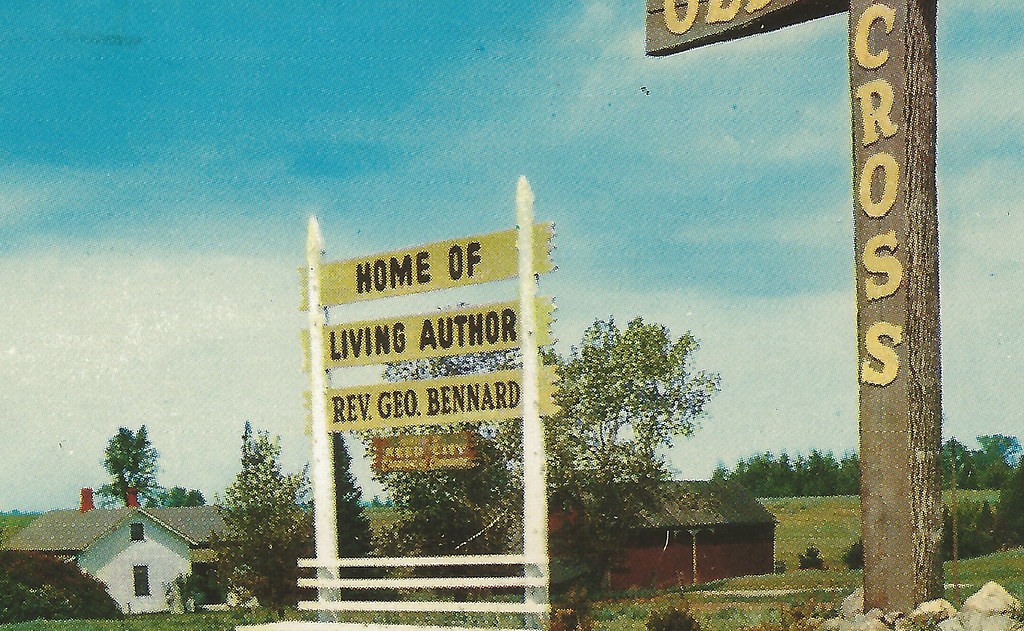 HOME OF
LIVING AUTHOR
REV. GEO. BENNARD
CROSS